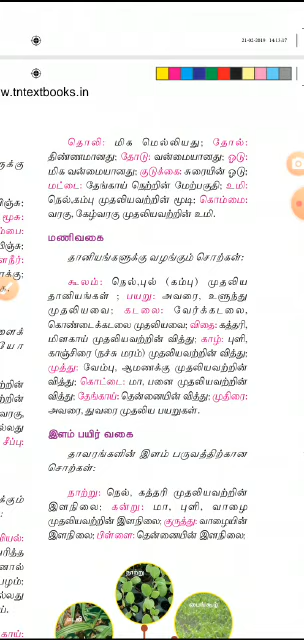 21-02-2019 14:13:17
w.tntextbooks.in
தொலி: மிக மெல்லியது; தோல்:
திண்ணமானது; தோடு: வன்மையானது; ஓடு:
மிக வன்மையானது; குடுக்கை: சுரையின் ஓடு;
மட்டை: தேங்காய் நெற்றின் மேற்பகுதி; உமி:
நெல்,கம்பு முதலியவற்றின் மூடி; கொம்மை:
வரகு, கேழ்வரகு முதலியவற்றின் உமி.
மணிவகை
தானியங்களுக்கு வழங்கும் சொற்கள்:
கூலம்: நெல்,புல் (கம்பு) முதலிய
தானியங்கள் ; பயறு: அவரை, உளுந்து
முதலியவை; கடலை: வேர்க்கடலை,
கொண்டைக்கடலை முதலியவை; விதை: கத்தரி,
மிளகாய் முதலியவற்றின் வித்து; காழ்: புளி,
காஞ்சிரை (நச்சு மரம்) முதலியவற்றின் வித்து;
முத்து: வேம்பு, ஆமணக்கு முதலியவற்றின்
வித்து; கொட்டை: மா, பனை முதலியவற்றின்
வித்து; தேங்காய்: தென்னையின் வித்து; முதிரை:
அவரை, துவரை முதலிய பயறுகள்.
இளம் பயிர் வகை
தாவரங்களின் இளம் பருவத்திற்கான
சொற்கள்:
நாற்று: நெல், கத்தரி முதலியவற்றின்
இளநிலை; கன்று: மா, புளி, வாழை
முதலியவற்றின் இளநிலை; குருத்து: வாழையின்
இளநிலை; பிள்ளை: தென்னையின் இளநிலை;
நாற்று